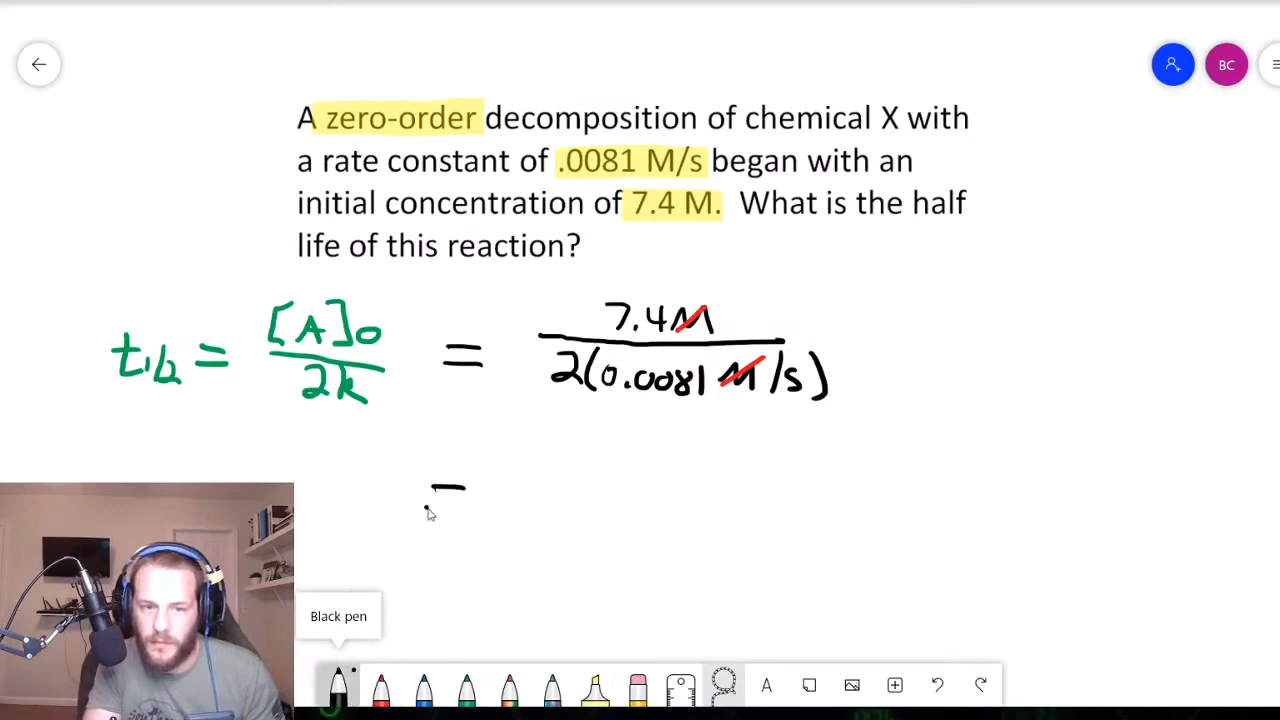 BC
A zero-order decomposition of chemical X with
a rate constant of .0081 M/s began with an
initial concentration of 7.4 M. What is the half
life of this reaction?
t1/2 = [A]0 / 2k = 7.4M / 2(0.0081 M/s)
=
Black pen
A